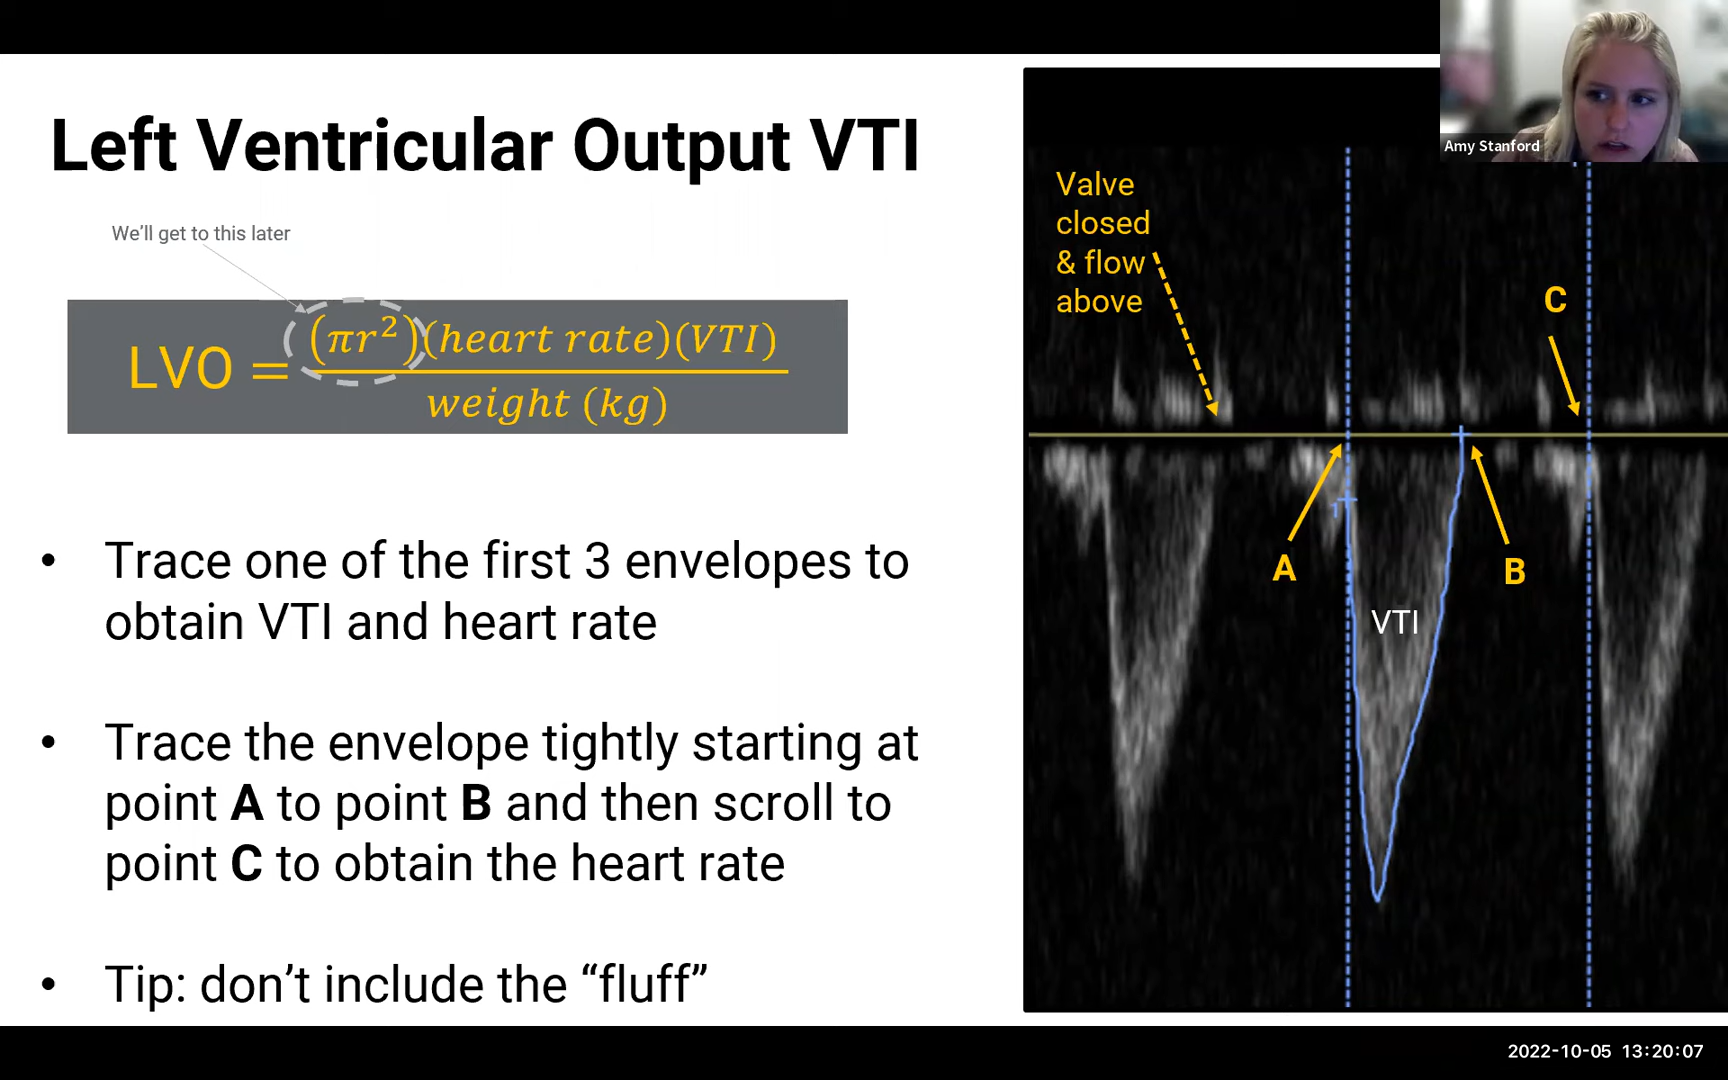 Left Ventricular Output VTI
We'll get to this later
LVO = (πr²)(heart rate)(VTI)
weight (kg)
• Trace one of the first 3 envelopes to
obtain VTI and heart rate
• Trace the envelope tightly starting at
point A to point B and then scroll to
point C to obtain the heart rate
• Tip: don't include the “fluff”
Valve
closed
& flow
above
C
A
B
1
VTI
Amy Stanford
2022-10-05 13:20:07